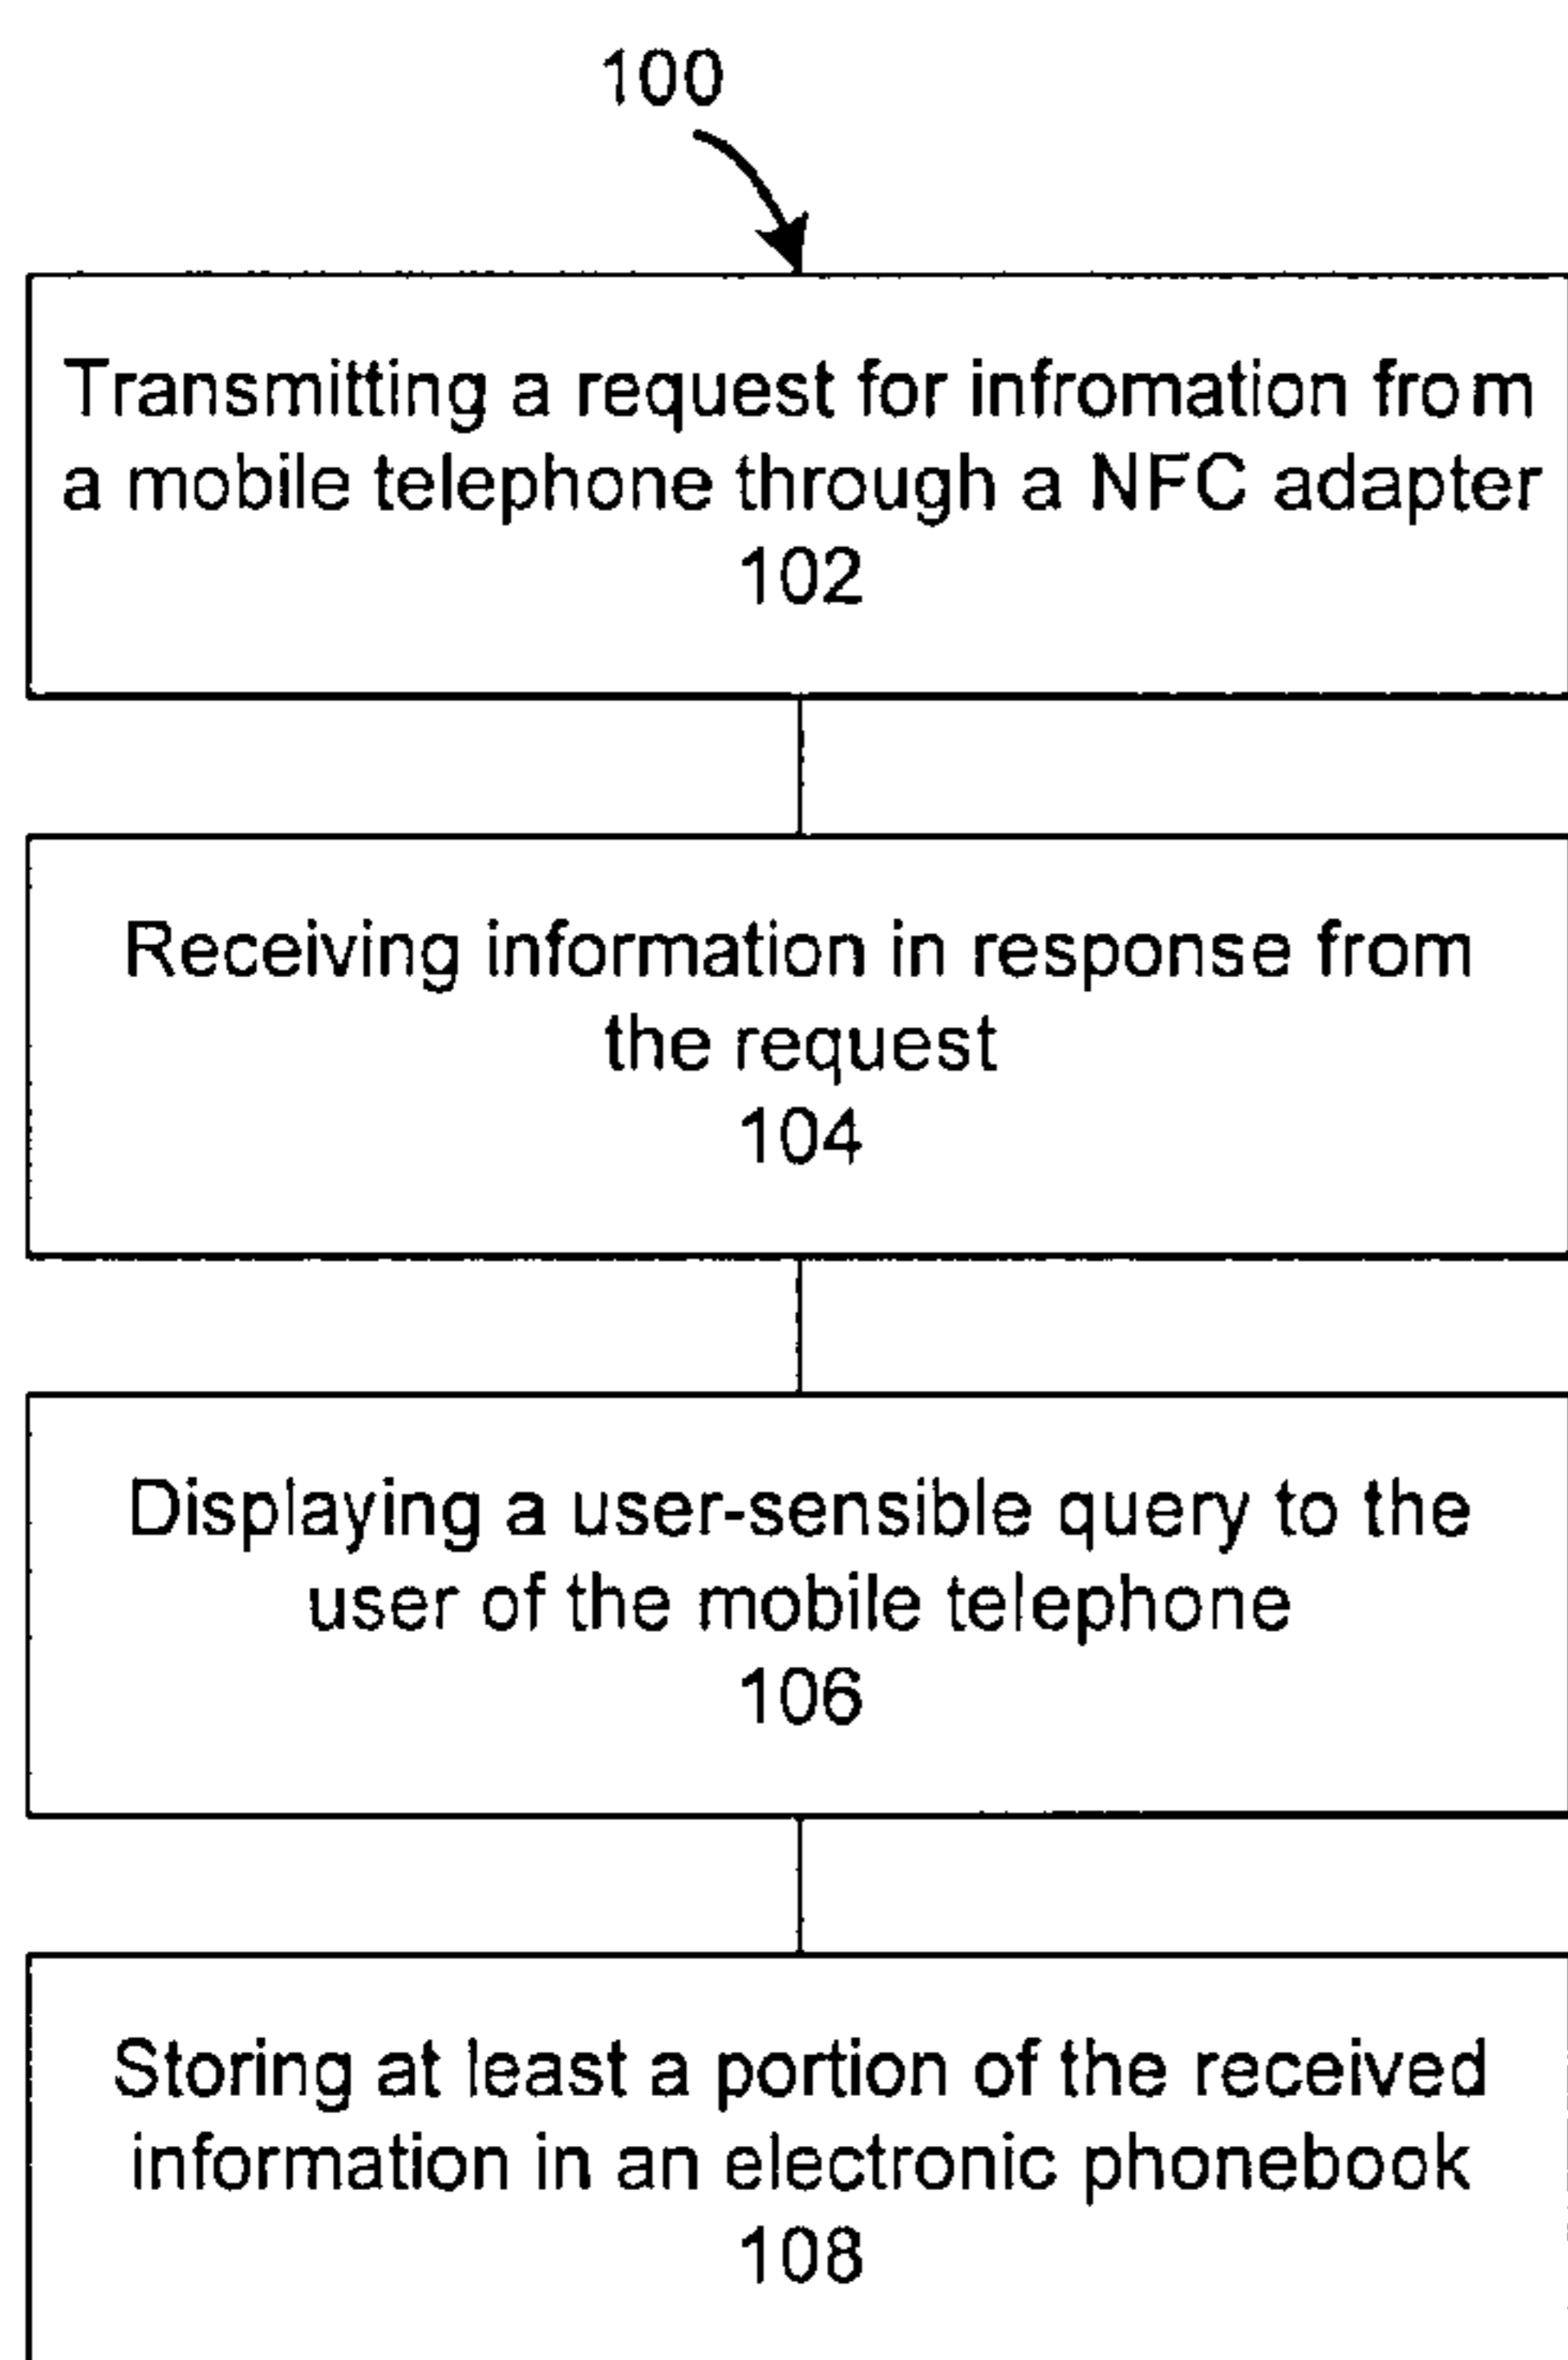 100
Transmitting a request for infromation from
a mobile telephone through a NFC adapter
102
Receiving information in response from
the request
104
Displaying a user-sensible query to the
user of the mobile telephone
106
Storing at least a portion of the received
information in an electronic phonebook
108